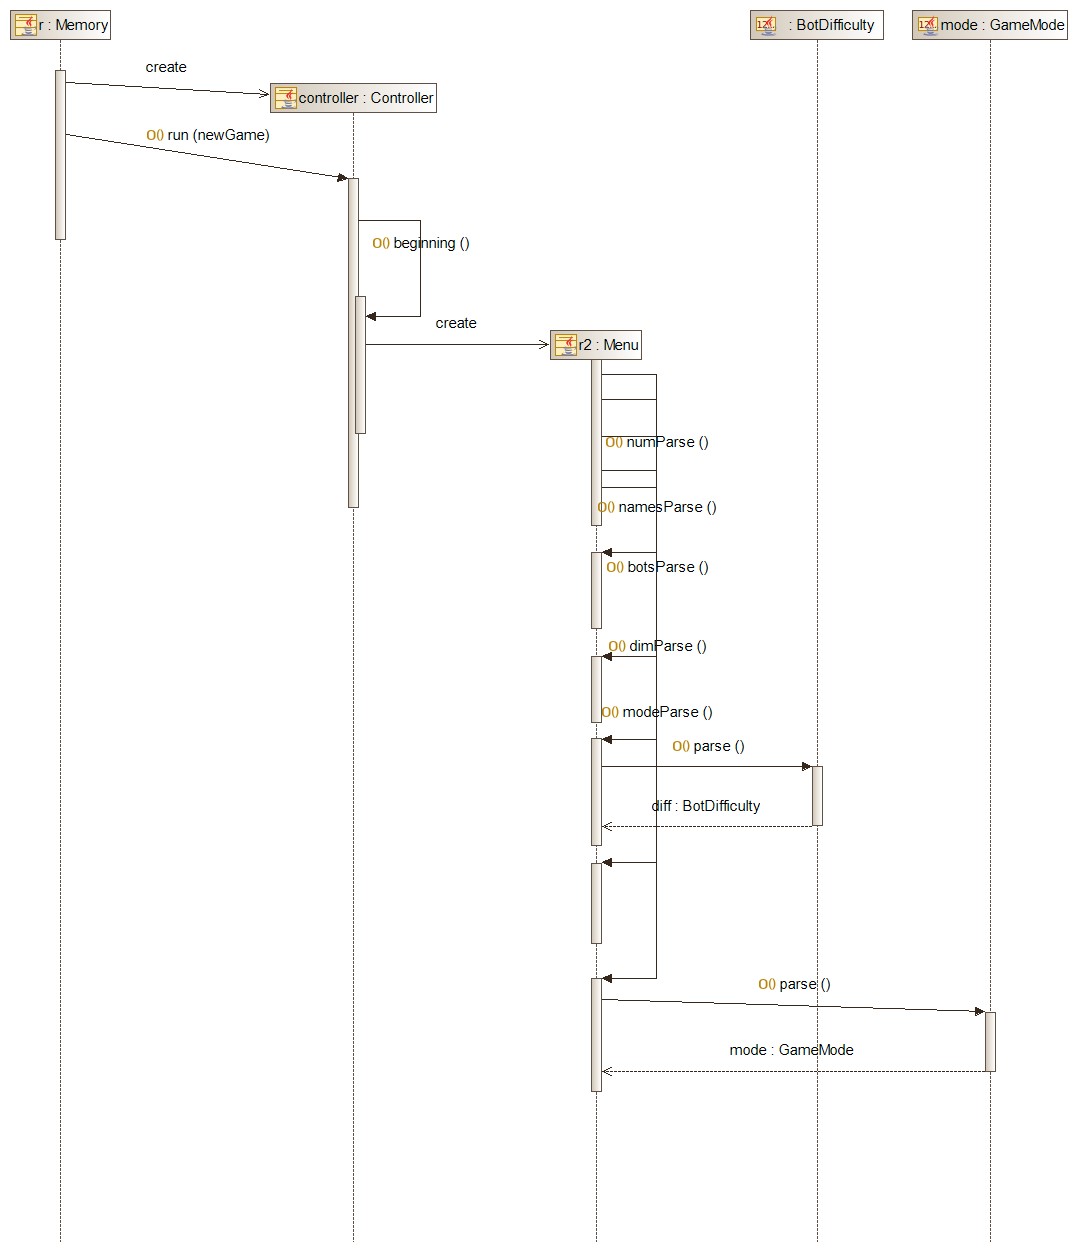 r : Memory
: BotDifficulty
mode : GameMode
create
controller : Controller
O() run (newGame)
O() beginning ()
create
r2 : Menu
O() numParse ()
O() namesParse ()
O() botsParse ()
O() dimParse ()
O() modeParse ()
O() parse ()
diff : BotDifficulty
O() parse ()
mode : GameMode